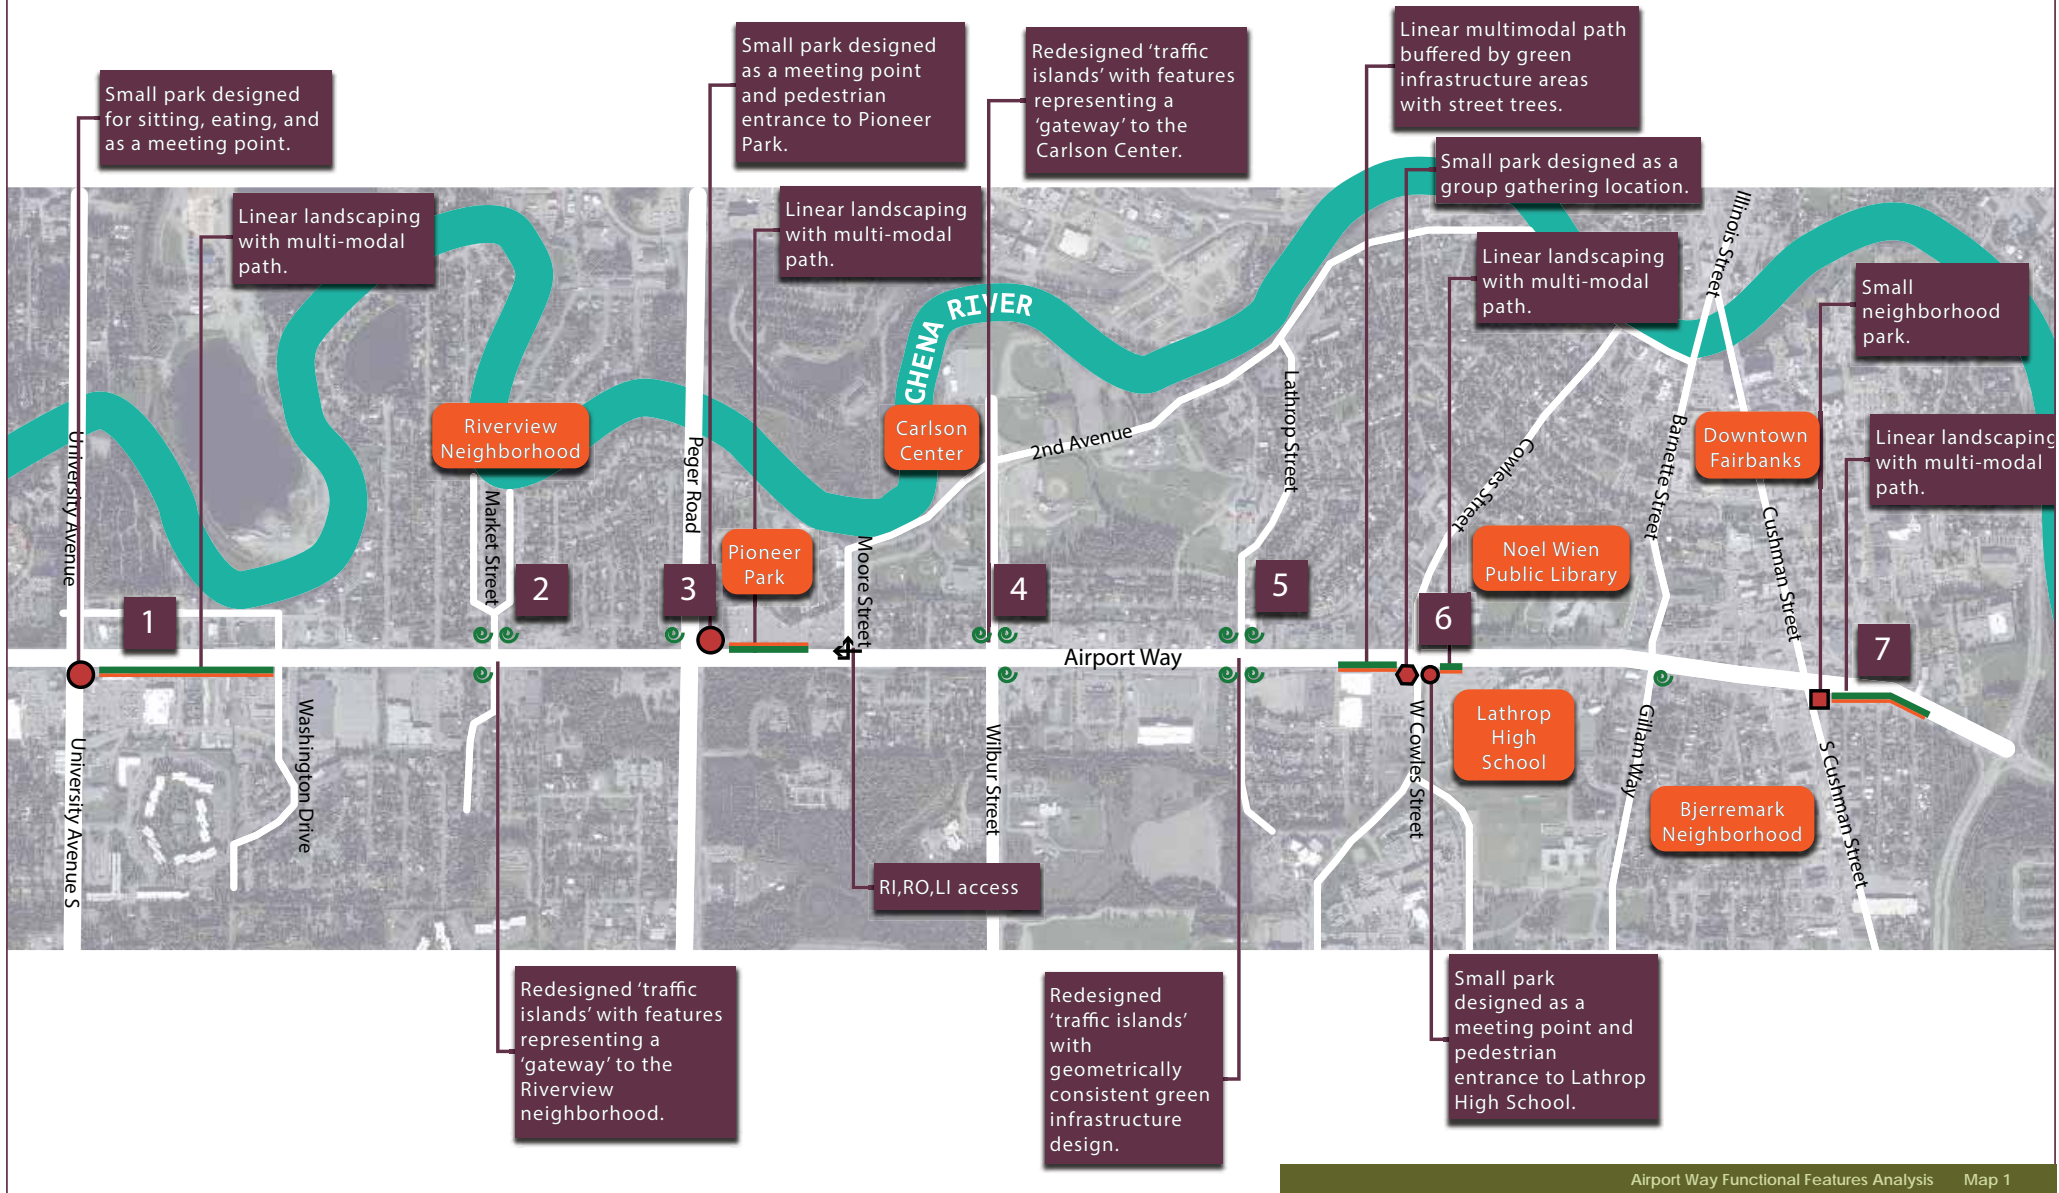 Small park designed
for sitting, eating, and
as a meeting point.
Small park designed
as a meeting point
and pedestrian
entrance to Pioneer
Park.
Redesigned ‘traffic
islands’ with features
representing a
‘gateway’ to the
Carlson Center.
Linear multimodal path
buffered by green
infrastructure areas
with street trees.
Small park designed as a
group gathering location.
Linear landscaping
with multi-modal
path.
Linear landscaping
with multi-modal
path.
Linear landscaping
with multi-modal
path.
Small
neighborhood
park.
Linear landscaping
with multi-modal
path.
CHENA RIVER
Illinois Street
Riverview
Neighborhood
Carlson
Center
2nd Avenue
Lathrop Street
Cowles Street
Barnette Street
Downtown
Fairbanks
University Avenue
Market Street
Peger Road
Pioneer
Park
Moore Street
Noel Wien
Public Library
Cushman Street
1
2
3
4
5
6
7
Airport Way
Washington Drive
University Avenue S
Wilbur Street
W Cowles Street
Lathrop
High
School
Gillam Way
Bjerremark
Neighborhood
S Cushman Street
RI,RO,LI access
Redesigned ‘traffic
islands’ with features
representing a
‘gateway’ to the
Riverview
neighborhood.
Redesigned
‘traffic islands’
with
geometrically
consistent green
infrastructure
design.
Small park
designed as a
meeting point and
pedestrian
entrance to Lathrop
High School.
Airport Way Functional Features Analysis Map 1